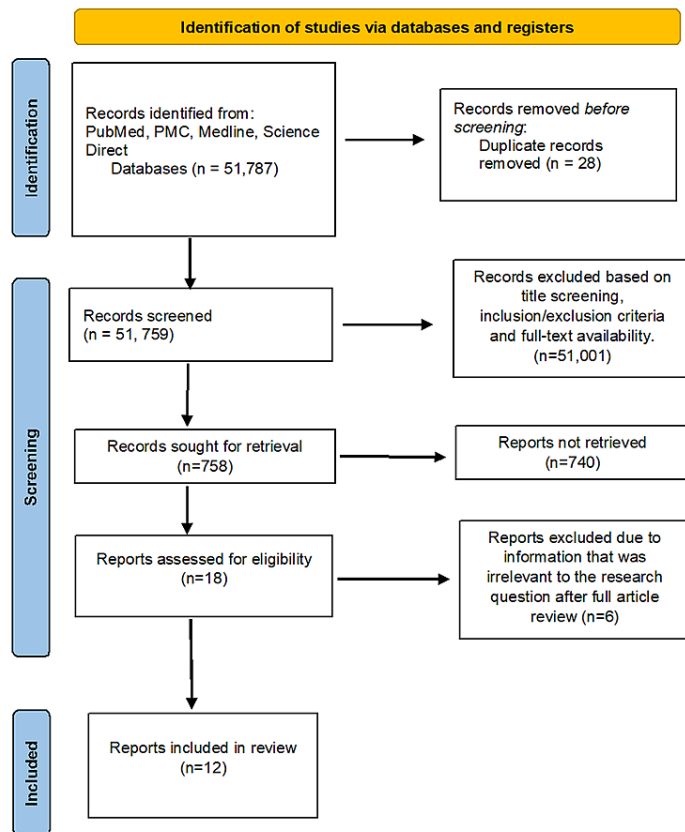 Identification of studies via databases and registers
Identification
Records identified from:
PubMed, PMC, Medline, Science
Direct
Databases (n = 51,787)
Records removed before
screening:
Duplicate records
removed (n = 28)
Screening
Records screened
(n = 51, 759)
Records excluded based on
title screening,
inclusion/exclusion criteria
and full-text availability.
(n=51,001)
Records sought for retrieval
(n=758)
Reports not retrieved
(n=740)
Reports assessed for eligibility
(n=18)
Reports excluded due to
information that was
irrelevant to the research
question after full article
review (n=6)
Included
Reports included in review
(n=12)